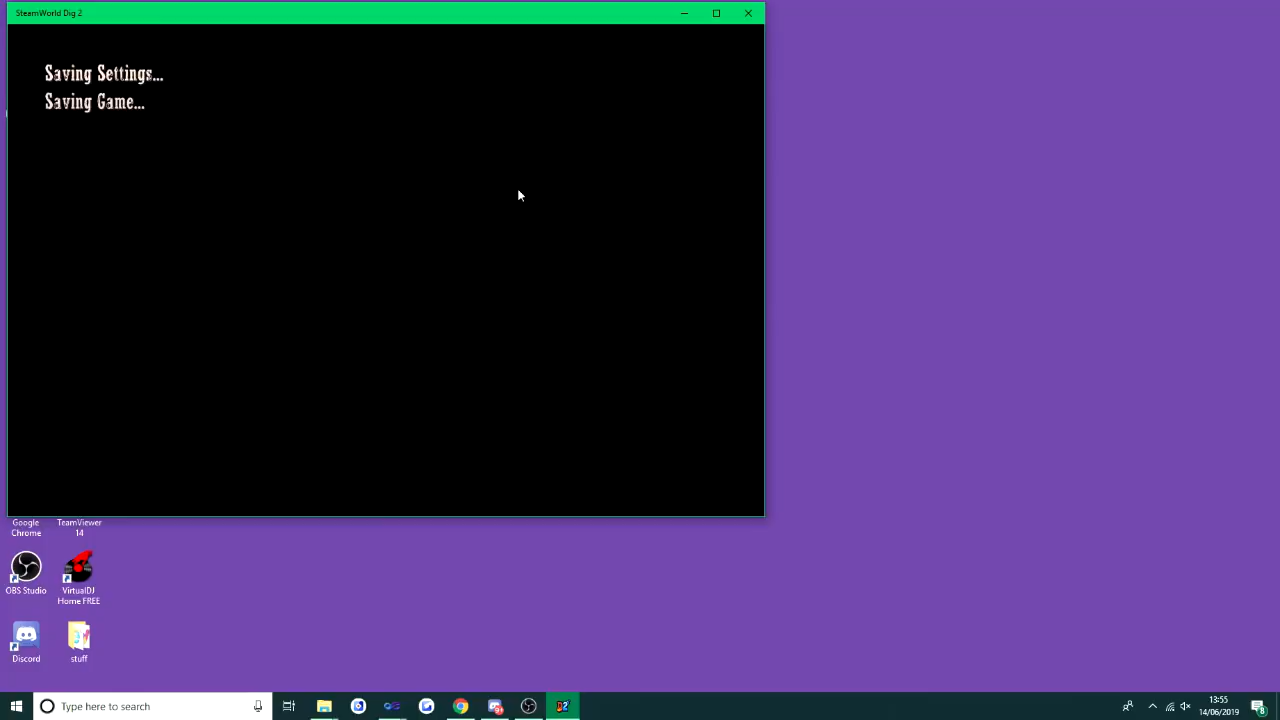 SteamWorld Dig 2
Saving Settings...
Saving Game...
Google
Chrome
TeamViewer
14
OBS Studio
VirtualDJ
Home FREE
Discord
stuff
Type here to search
13:55
14/06/2019